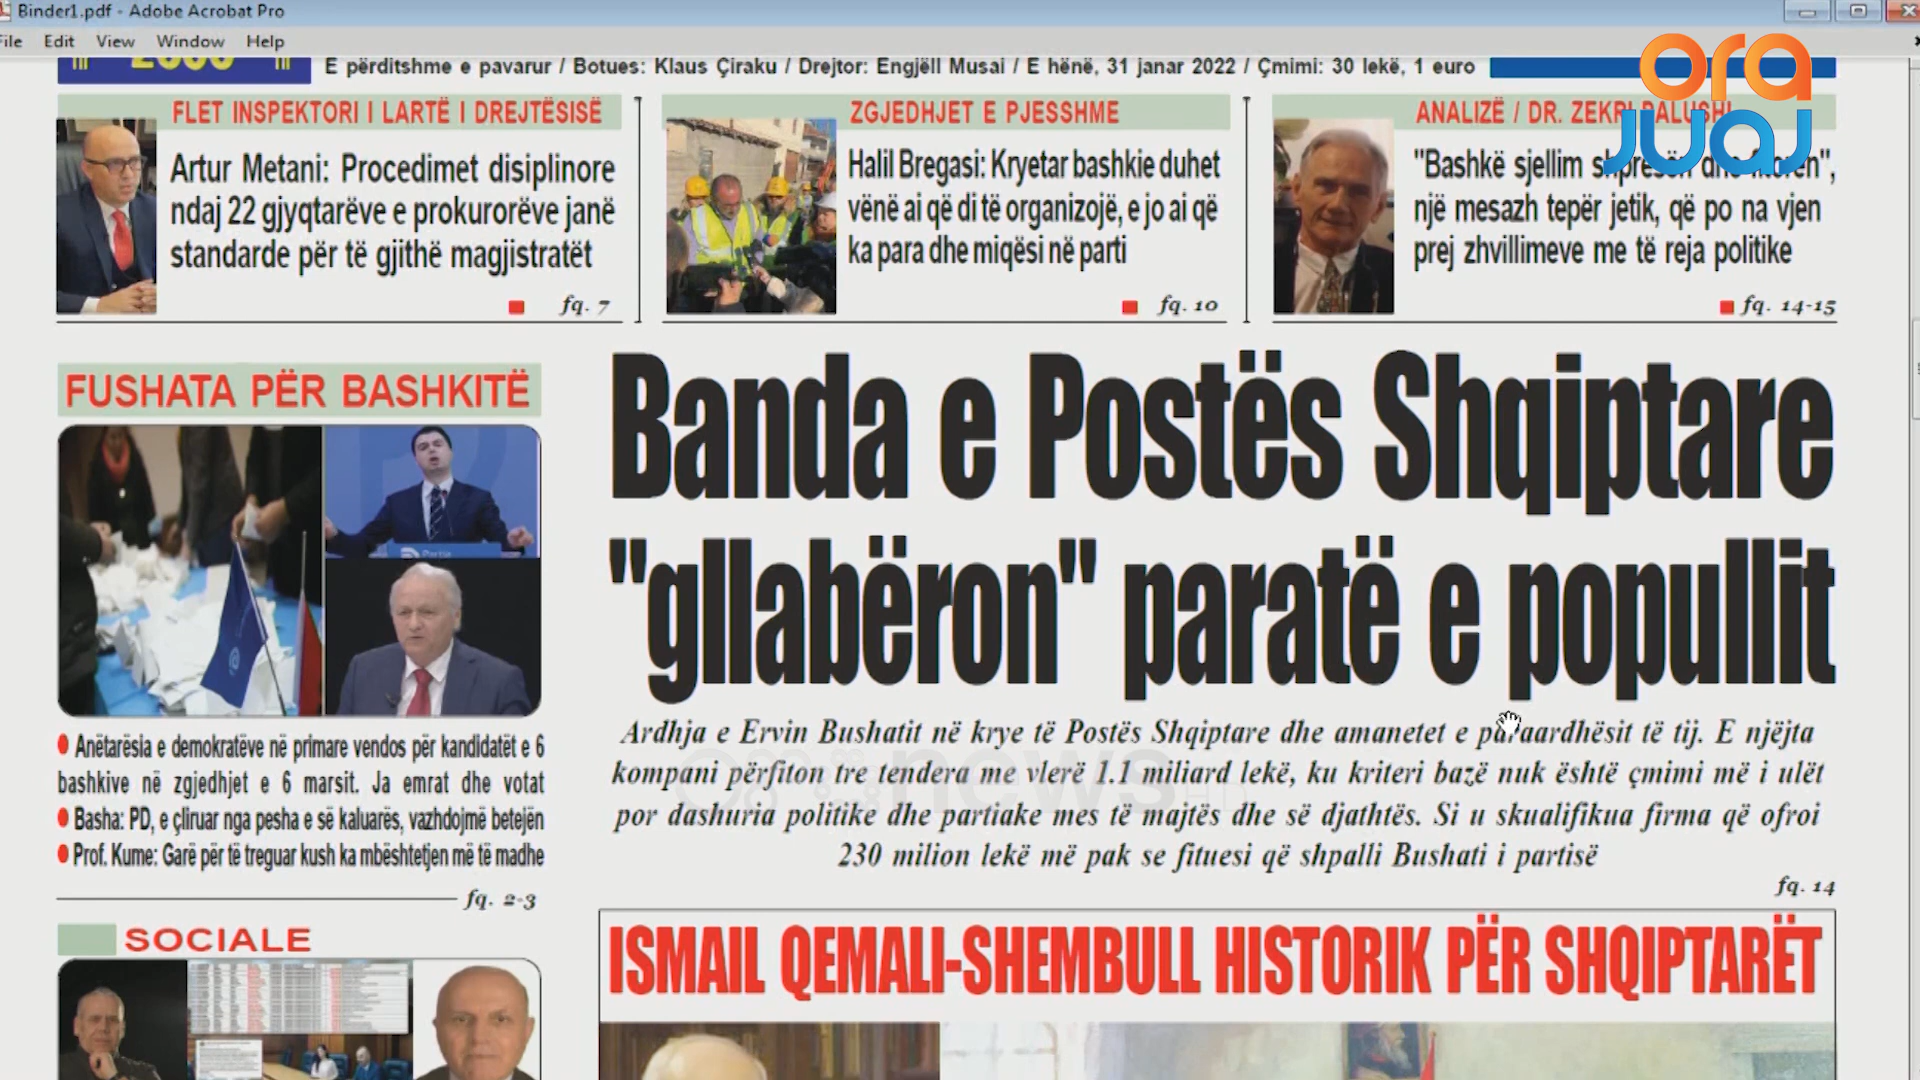 Binder1.pdf - Adobe Acrobat Pro
File Edit View Window Help
ora
juaj
E përditshme e pavarur / Botues: Klaus Çiraku / Drejtor: Engjëll Musai / E hënë, 31 janar 2022 / Çmimi: 30 lekë, 1 euro
FLET INSPEKTORI I LARTË I DREJTËSISË
Artur Metani: Procedimet disiplinore
ndaj 22 gjyqtarëve e prokurorëve janë
standarde për të gjithë magjistratët
fq. 7
ZGJEDHJET E PJESSHME
Halil Bregasi: Kryetar bashkie duhet
vënë ai që di të organizojë, e jo ai që
ka para dhe miqësi në parti
fq. 10
ANALIZË / DR. ZEKRI PALUSHI
"Bashkë sjellim shpresën dhe fitoren",
një mesazh tepër jetik, që po na vjen
prej zhvillimeve me të reja politike
fq. 14-15
FUSHATA PËR BASHKITË
Partia
Anëtarësia e demokratëve në primare vendos për kandidatët e 6
bashkive në zgjedhjet e 6 marsit. Ja emrat dhe votat
Basha: PD, e çliruar nga pesha e së kaluarës, vazhdojmë betejën
Prof. Kume: Garë për të treguar kush ka mbështetjen më të madhe
fq. 2-3
SOCIALE
Banda e Postës Shqiptare
"gllabëron" paratë e popullit
Ardhja e Ervin Bushatit në krye të Postës Shqiptare dhe amanetet e paraardhësit të tij. E njëjta
kompani përfiton tre tendera me vlerë 1.1 miliard lekë, ku kriteri bazë nuk është çmimi më i ulët
por dashuria politike dhe partiake mes të majtës dhe së djathtës. Si u skualifikua firma që ofroi
230 milion lekë më pak se fituesi që shpalli Bushati i partisë
fq. 14
news
ISMAIL QEMALI-SHEMBULL HISTORIK PËR SHQIPTARËT